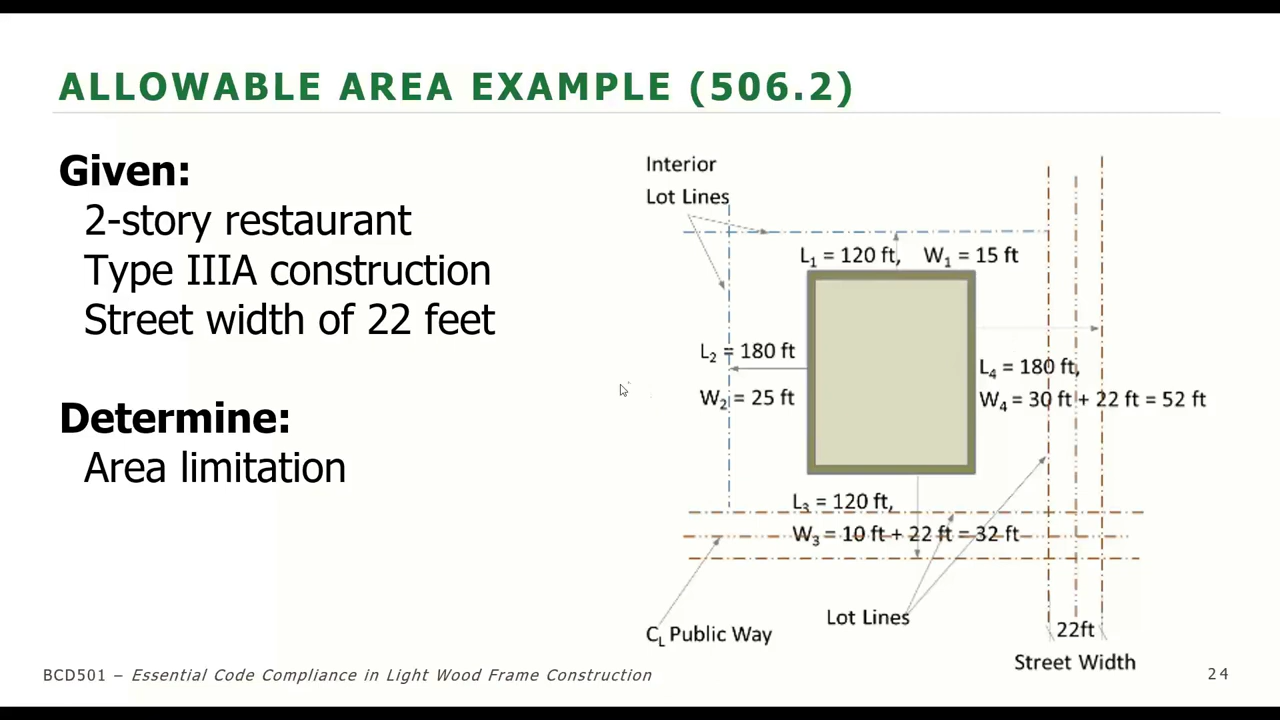 ALLOWABLE AREA EXAMPLE (506.2)
Given:
2-story restaurant
Type IIIA construction
Street width of 22 feet
Determine:
Area limitation
Interior
Lot Lines
L₁ = 120 ft, W₁ = 15 ft
L₂ = 180 ft
W₂ = 25 ft
L₄ = 180 ft,
W₄ = 30 ft + 22 ft = 52 ft
L₃ = 120 ft,
W₃ = 10 ft + 22 ft = 32 ft
Lot Lines
C_L Public Way
22ft
Street Width
BCD501 – Essential Code Compliance in Light Wood Frame Construction
24